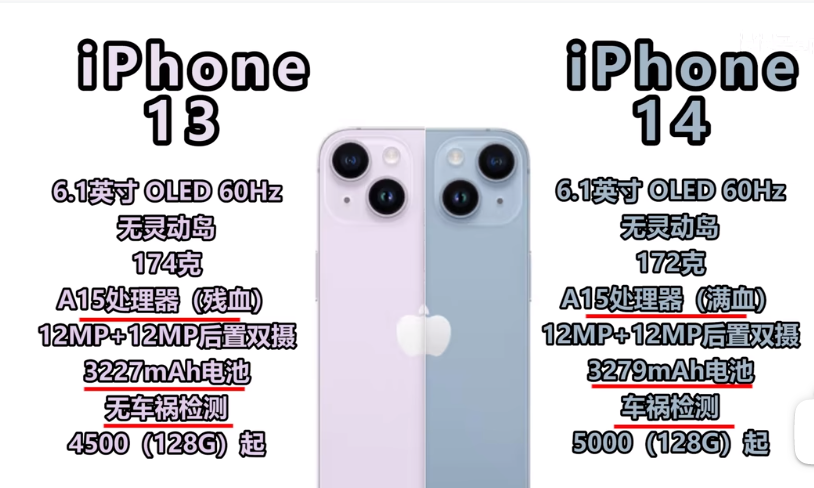 iPhone
13
6.1英寸 OLED 60Hz
无灵动岛
174克
A15处理器（残血）
12MP+12MP后置双摄
3227mAh电池
无车祸检测
4500（128G）起
iPhone
14
6.1英寸 OLED 60Hz
无灵动岛
172克
A15处理器（满血）
12MP+12MP后置双摄
3279mAh电池
车祸检测
5000（128G）起